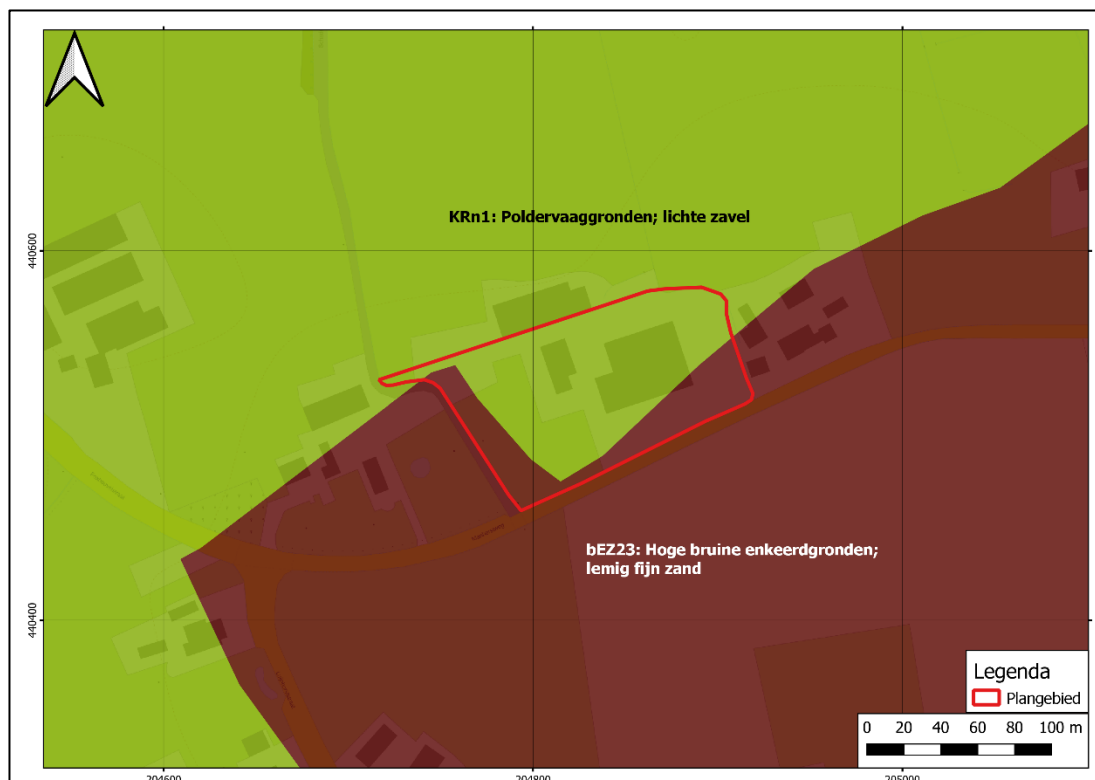 440600
440400
KRn1: Poldervaaggronden; lichte zavel
bEZ23: Hoge bruine enkeerdgronden;
lemig fijn zand
Legenda
Plangebied
0 20 40 60 80 100 m
204600 204800 205000